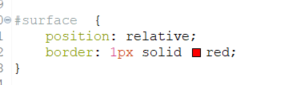 #surface {
position: relative;
border: 1px solid red;
}